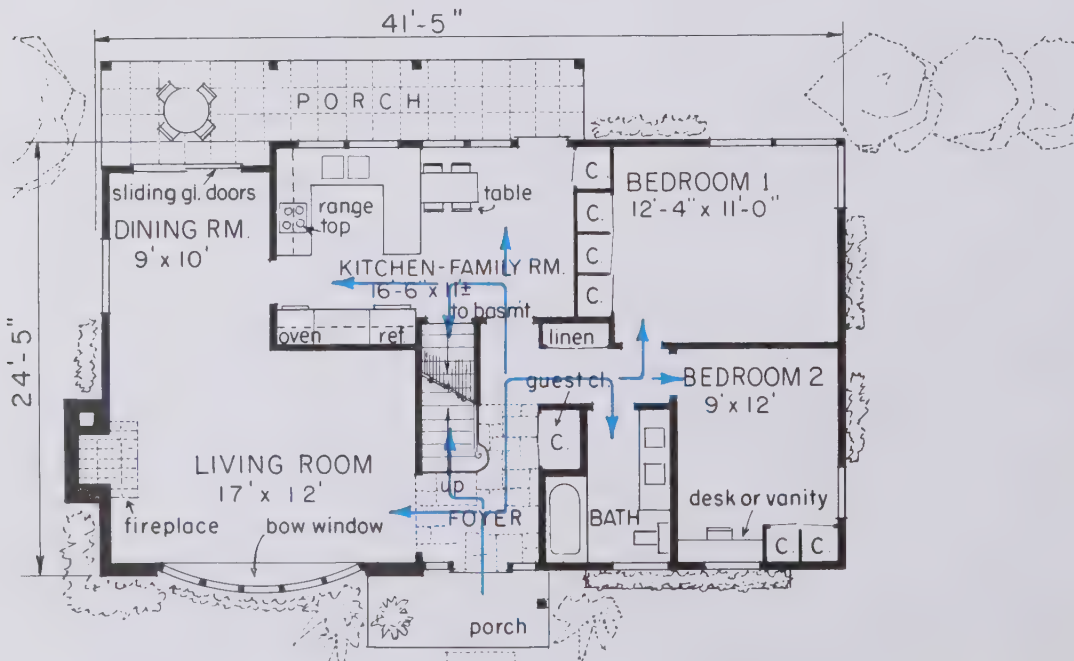 41'-5"
PORCH
sliding gl. doors
DINING RM.
9' x 10'
range
top
table
C.
BEDROOM 1
12'-4" x 11'-0"
C.
C.
C.
KITCHEN-FAMILY RM.
16'-6" x 11'±
to basm't.
oven
ref.
linen
24'-5"
guest cl.
BEDROOM 2
9' x 12'
C.
LIVING ROOM
17' x 12'
up
desk or vanity
fireplace
bow window
FOYER
BATH
C.
C.
porch